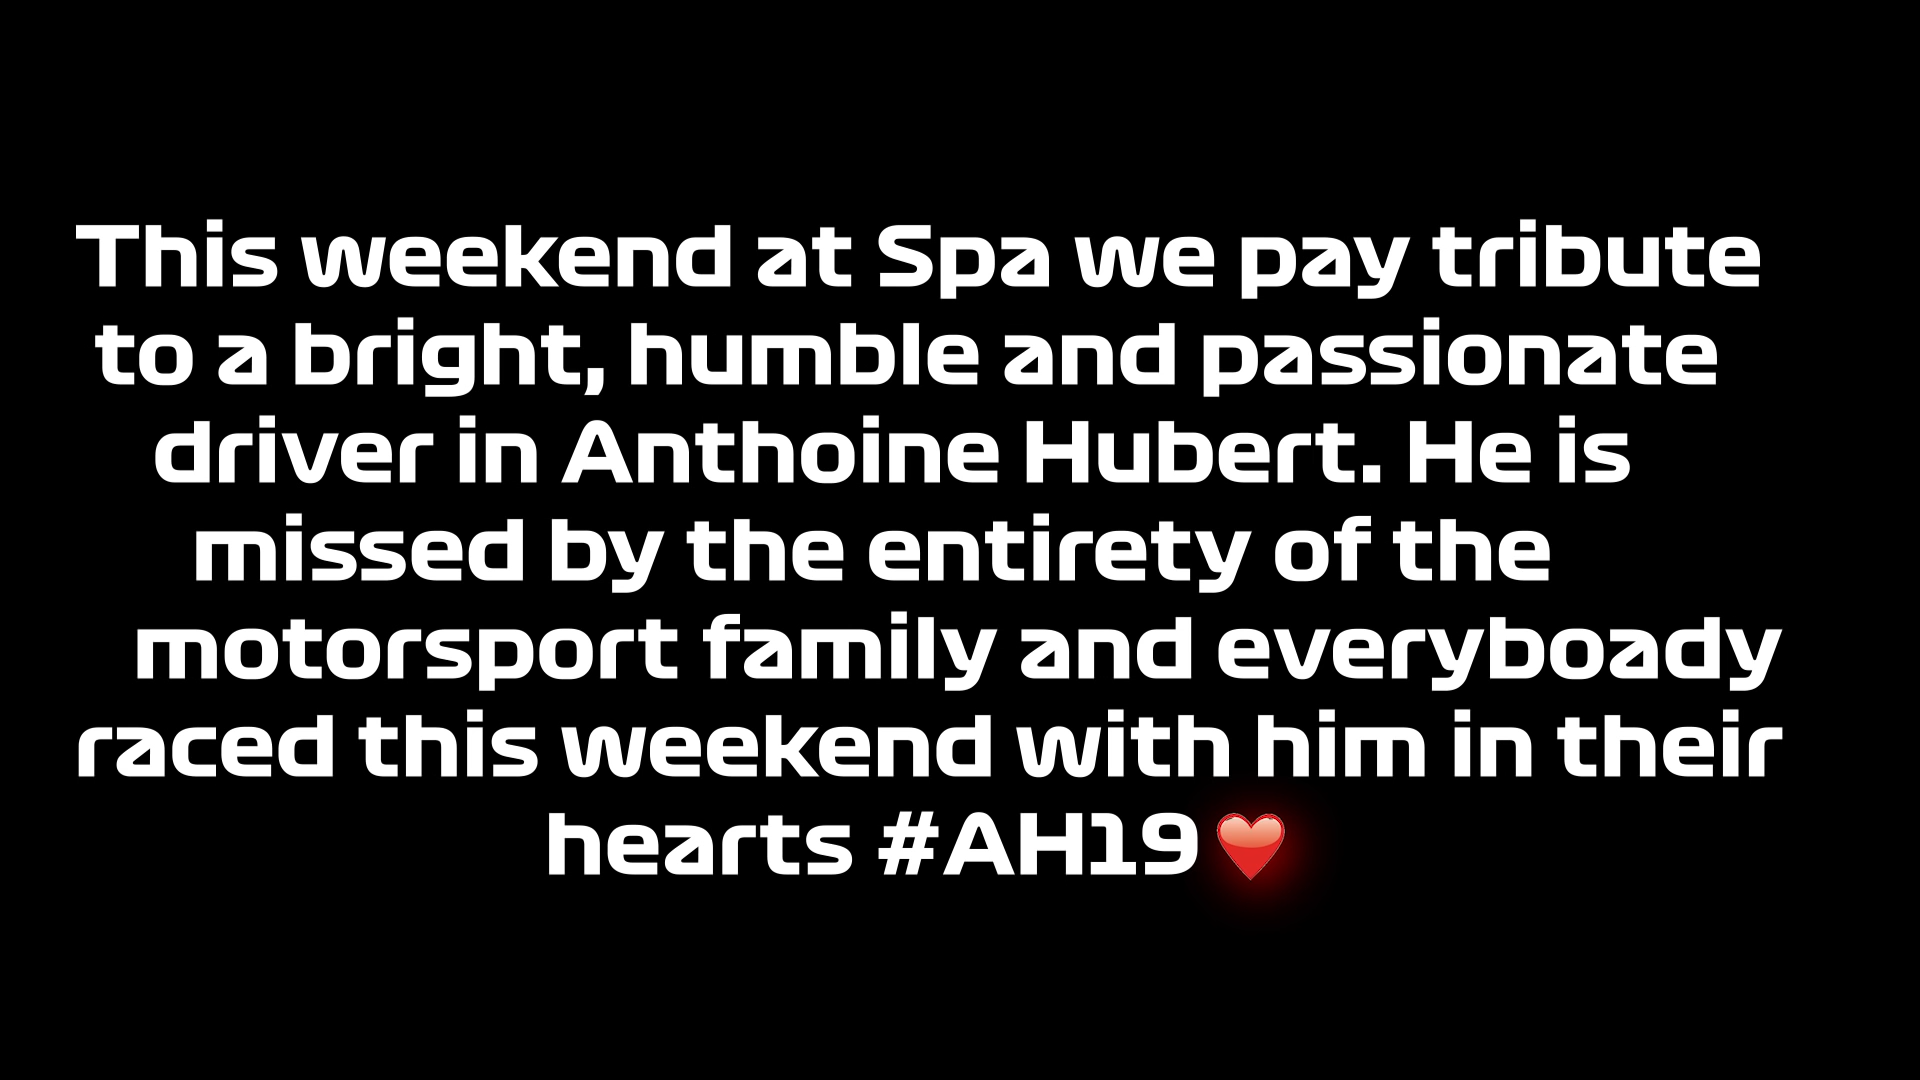 This weekend at Spa we pay tribute
to a bright, humble and passionate
driver in Anthoine Hubert. He is
missed by the entirety of the
motorsport family and everyboady
raced this weekend with him in their
hearts #AH19❤️